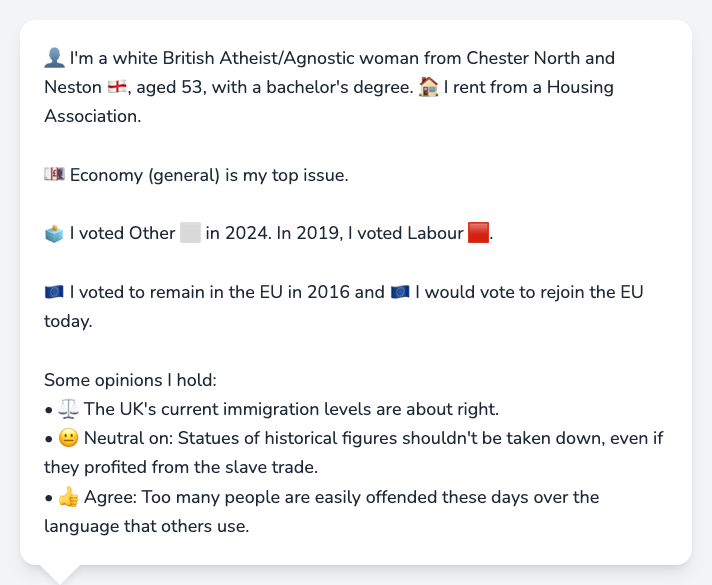 👤 I'm a white British Atheist/Agnostic woman from Chester North and
Neston 🏴󠁧󠁢󠁥󠁮󠁧󠁿, aged 53, with a bachelor's degree. 🏠 I rent from a Housing
Association.
💷 Economy (general) is my top issue.
🗳️ I voted Other ⬜ in 2024. In 2019, I voted Labour 🟥.
🇪🇺 I voted to remain in the EU in 2016 and 🇪🇺 I would vote to rejoin the EU
today.
Some opinions I hold:
• ⚖️ The UK's current immigration levels are about right.
• 😐 Neutral on: Statues of historical figures shouldn't be taken down, even if
they profited from the slave trade.
• 👍 Agree: Too many people are easily offended these days over the
language that others use.